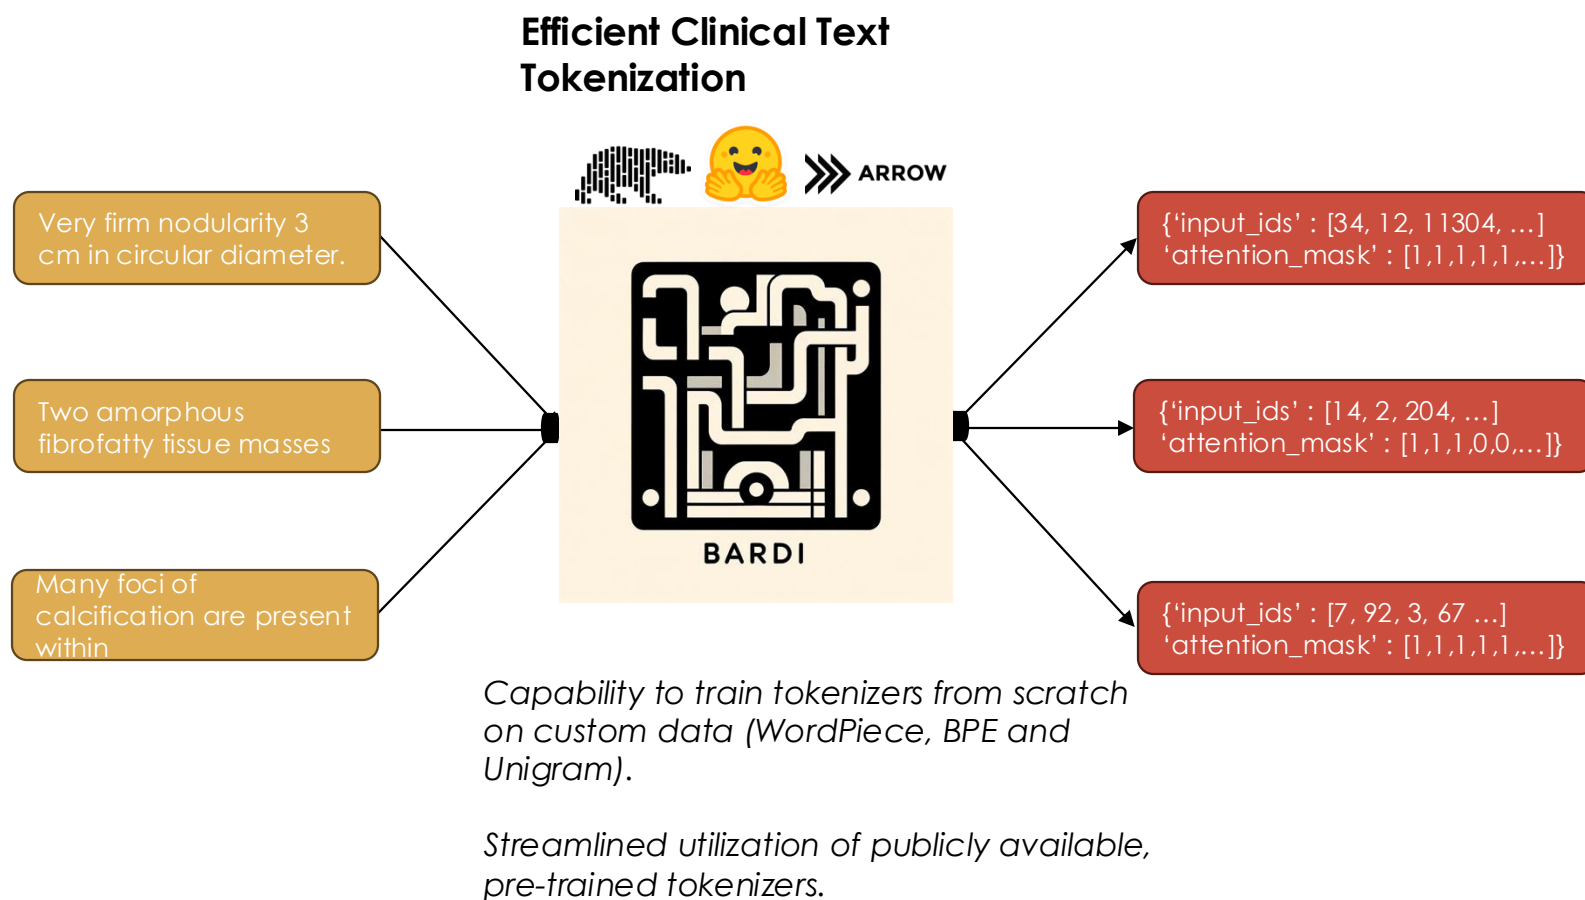 Efficient Clinical Text
Tokenization
ARROW
Very firm nodularity 3
cm in circular diameter.
Two amorphous
fibrofatty tissue masses
Many foci of
calcification are present
within
BARDI
{‘input_ids’ : [34, 12, 11304, …]
‘attention_mask’ : [1,1,1,1,1,…]}
{‘input_ids’ : [14, 2, 204, …]
‘attention_mask’ : [1,1,1,0,0,…]}
{‘input_ids’ : [7, 92, 3, 67 …]
‘attention_mask’ : [1,1,1,1,1,…]}
Capability to train tokenizers from scratch
on custom data (WordPiece, BPE and
Unigram).
Streamlined utilization of publicly available,
pre-trained tokenizers.